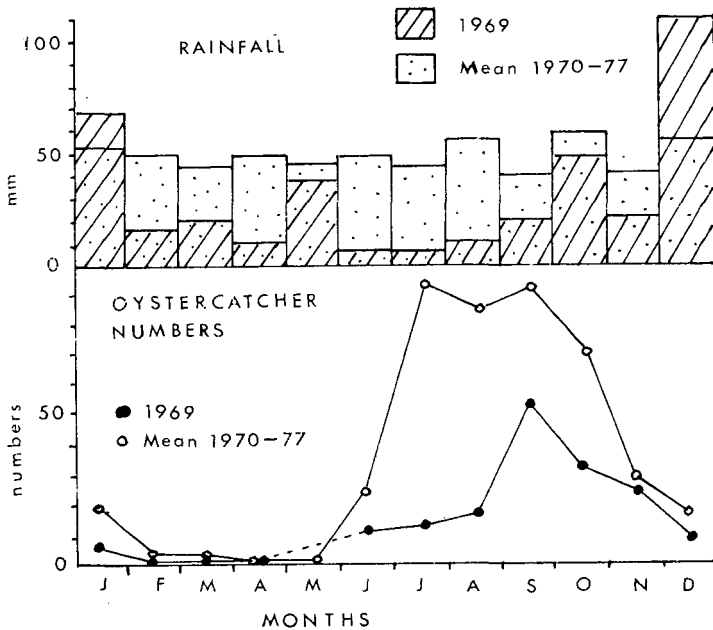 100
RAINFALL
1969
Mean 1970-77
50
mm
0
OYSTERCATCHER
NUMBERS
1969
Mean 1970-77
50
numbers
0
J F M A M J J A S O N D
MONTHS